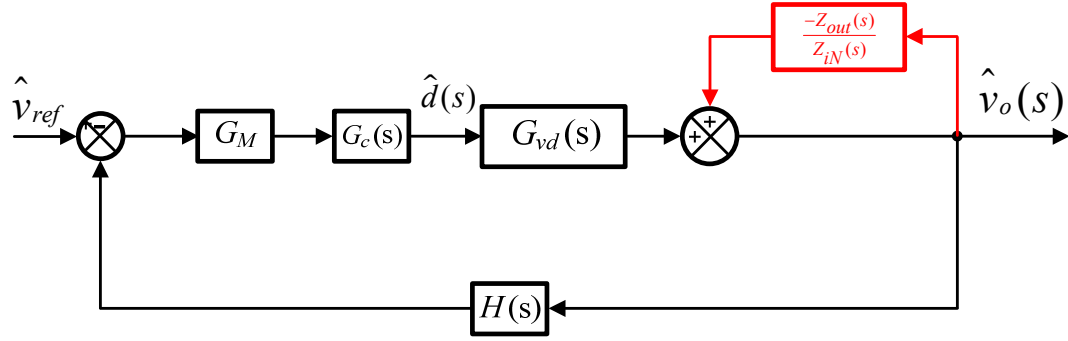 −Z_out(s)
Z_iN(s)
v̂_ref
+
−
G_M
G_c(s)
d̂(s)
G_vd(s)
+
+
v̂_o(s)
H(s)